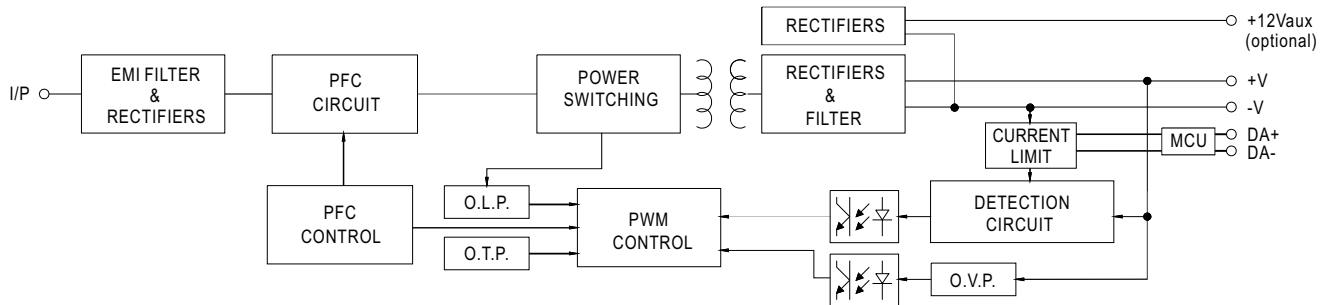 I/P
EMI FILTER
&
RECTIFIERS
PFC
CIRCUIT
POWER
SWITCHING
RECTIFIERS
RECTIFIERS
&
FILTER
+12Vaux
(optional)
+V
-V
CURRENT
LIMIT
MCU
DA+
DA-
PFC
CONTROL
O.L.P.
O.T.P.
PWM
CONTROL
DETECTION
CIRCUIT
O.V.P.